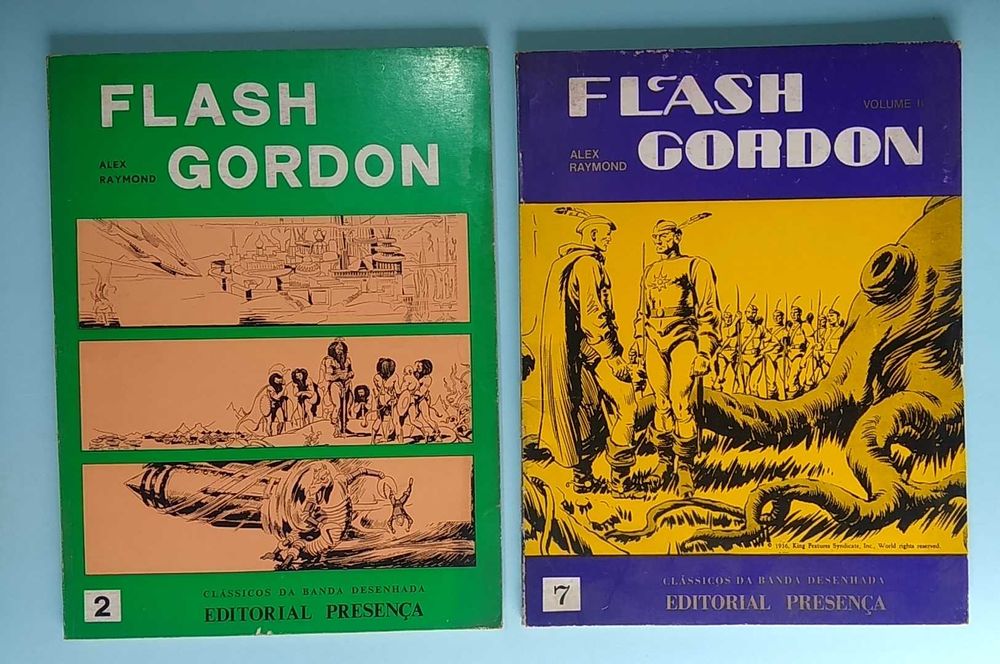 FLASH
ALEX
RAYMOND
GORDON
2
CLÁSSICOS DA BANDA DESENHADA
EDITORIAL PRESENÇA
FLASH
VOLUME II
ALEX
RAYMOND
GORDON
© 1936, King Features Syndicate, Inc., World rights reserved.
7
CLÁSSICOS DA BANDA DESENHADA
EDITORIAL PRESENÇA